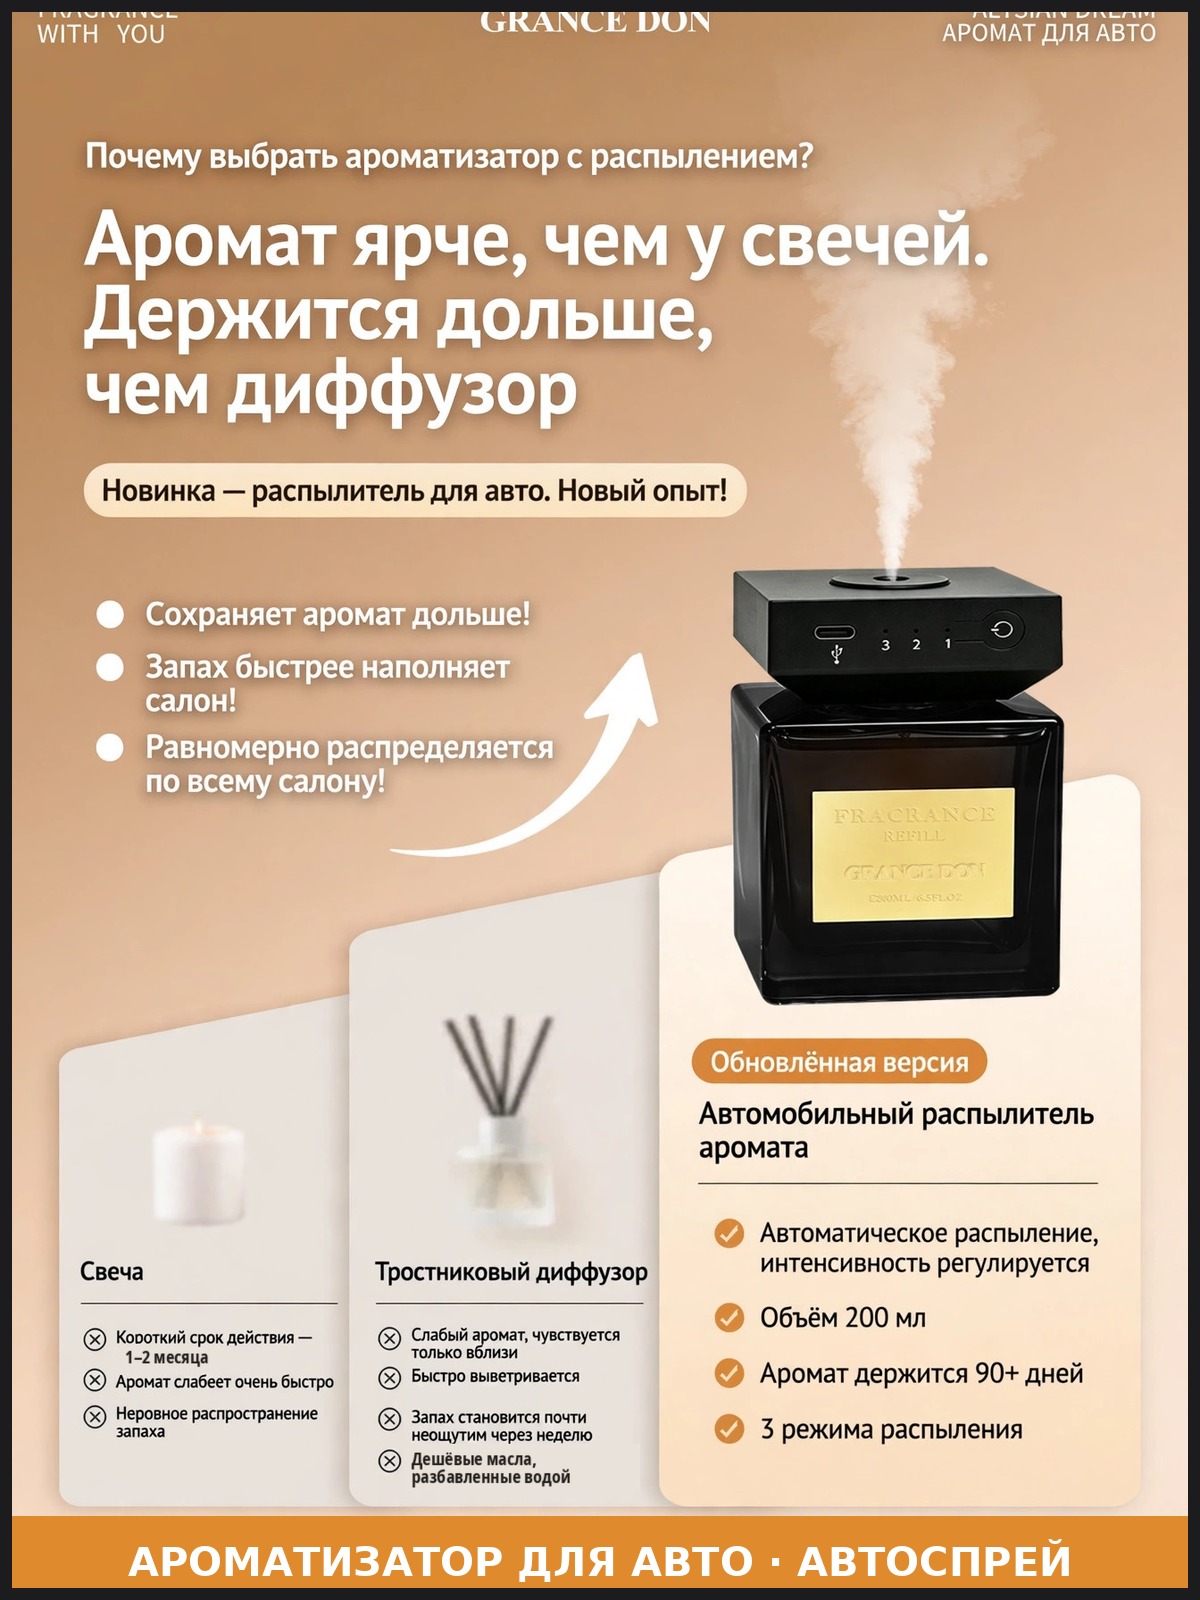 WITH YOU
GRANCE DON
АРОМАТ ДЛЯ АВТО
Почему выбрать ароматизатор с распылением?
Аромат ярче, чем у свечей.
Держится дольше,
чем диффузор
Новинка — распылитель для авто. Новый опыт!
Сохраняет аромат дольше!
Запах быстрее наполняет
салон!
Равномерно распределяется
по всему салону!
3 2 1
FRAGRANCE
REFILL
GRANCE DON
Обновлённая версия
Автомобильный распылитель
аромата
Автоматическое распыление,
интенсивность регулируется
Объём 200 мл
Аромат держится 90+ дней
3 режима распыления
Тростниковый диффузор
Слабый аромат, чувствуется
только вблизи
Быстро выветривается
Запах становится почти
неощутим через неделю
Дешёвые масла,
разбавленные водой
Свеча
Короткий срок действия —
1–2 месяца
Аромат слабеет очень быстро
Неровное распространение
запаха
АРОМАТИЗАТОР ДЛЯ АВТО · АВТОСПРЕЙ